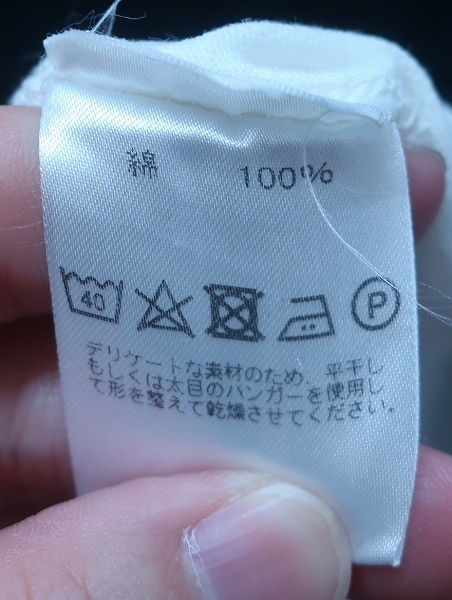 綿 100%
40 P
デリケートな素材のため、平干し
もしくは太目のハンガーを使用し
て形を整えて乾燥させてください。